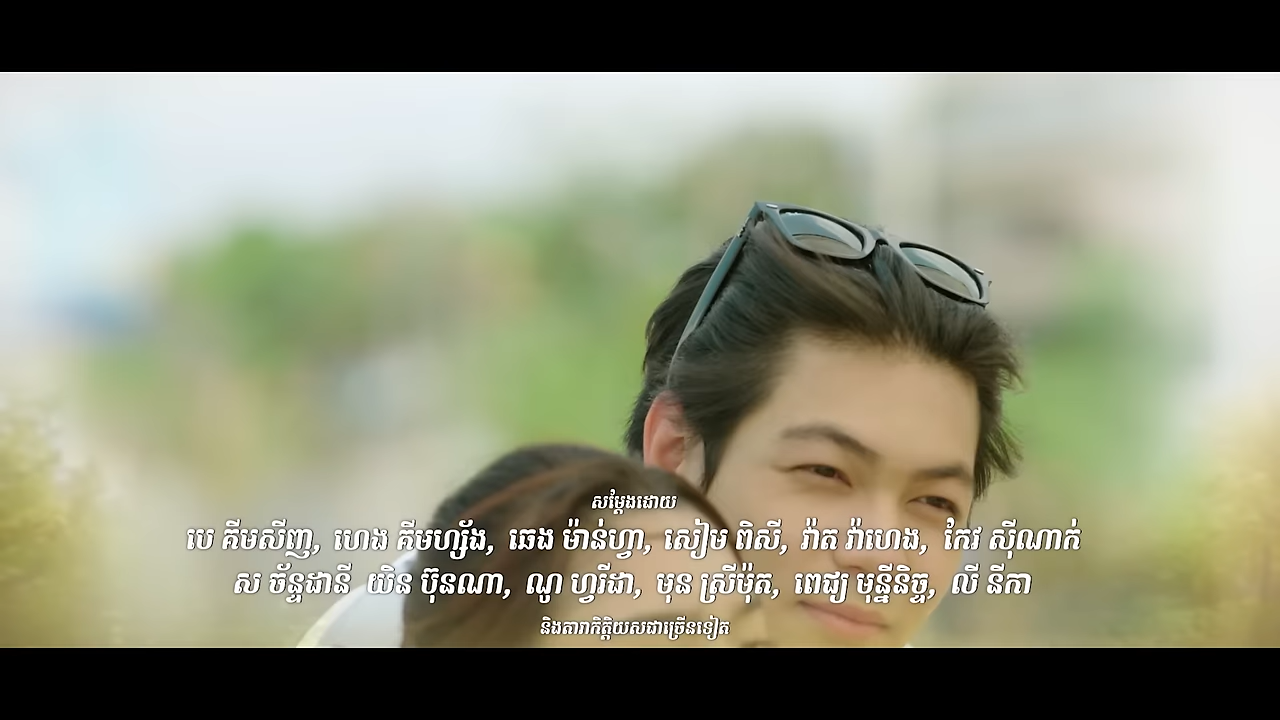 សម្ដែងដោយ
បេ គីមសីញ, ហេង គីមហ្ស័ង, ឆេង ម៉ាន់ហ្វា, សៀម ពិសី, វ៉ាត វ៉ាហេង, កែវ ស៊ីណាក់
ស ច័ន្ទដានី យិន ប៊ុនណា, ណូ ហ្វរីដា, មុន ស្រីម៉ុត, ពេជ្យ មុន្នីនិច្ច, លី នីកា
និងតារាកិត្តិយសជាច្រើនទៀត